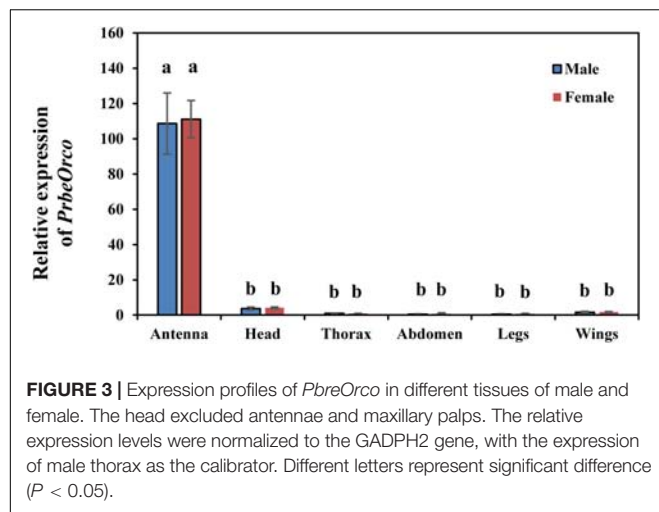 160
140
120
100
80
60
40
20
0
Relative expression
of PrbeOrco
a a
b b
b b
b b
b b
b b
Male
Female
Antenna Head Thorax Abdomen Legs Wings
FIGURE 3 | Expression profiles of PbreOrco in different tissues of male and
female. The head excluded antennae and maxillary palps. The relative
expression levels were normalized to the GADPH2 gene, with the expression
of male thorax as the calibrator. Different letters represent significant difference
(P < 0.05).